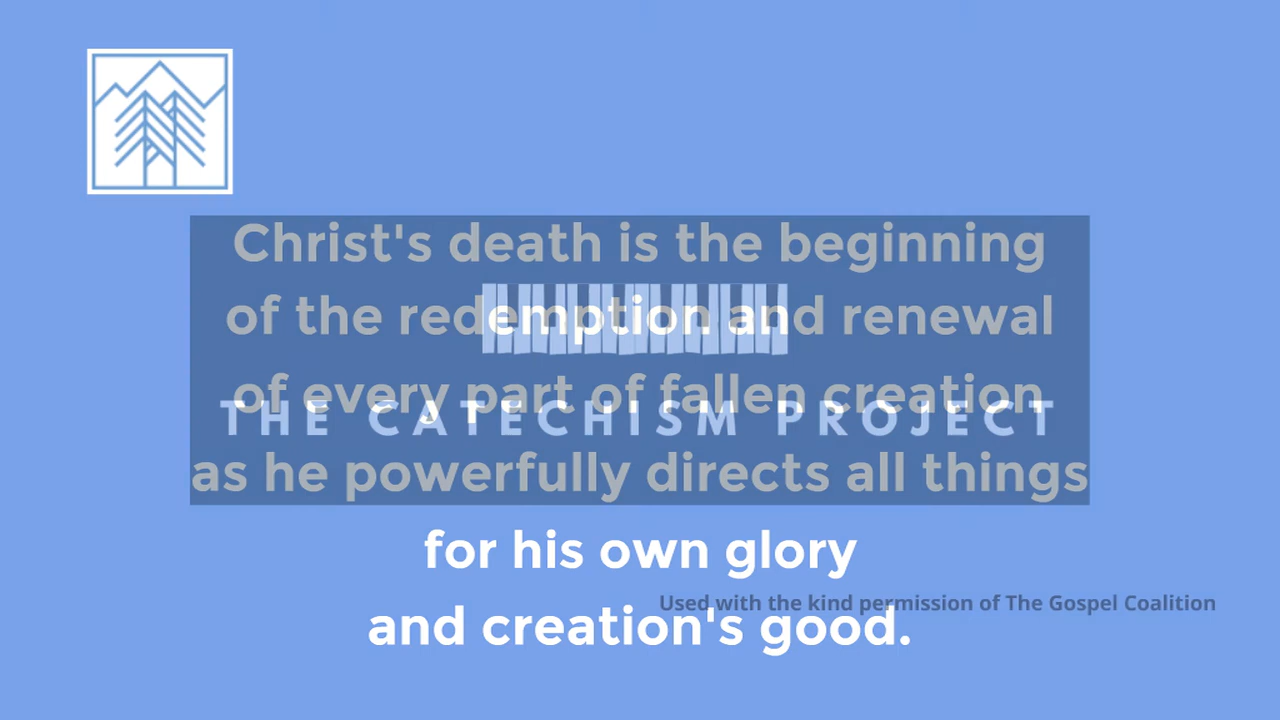 Christ's death is the beginning
of the redemption and renewal
of every part of fallen creation
THE CATECHISM PROJECT
as he powerfully directs all things
for his own glory
Used with the kind permission of The Gospel Coalition
and creation's good.